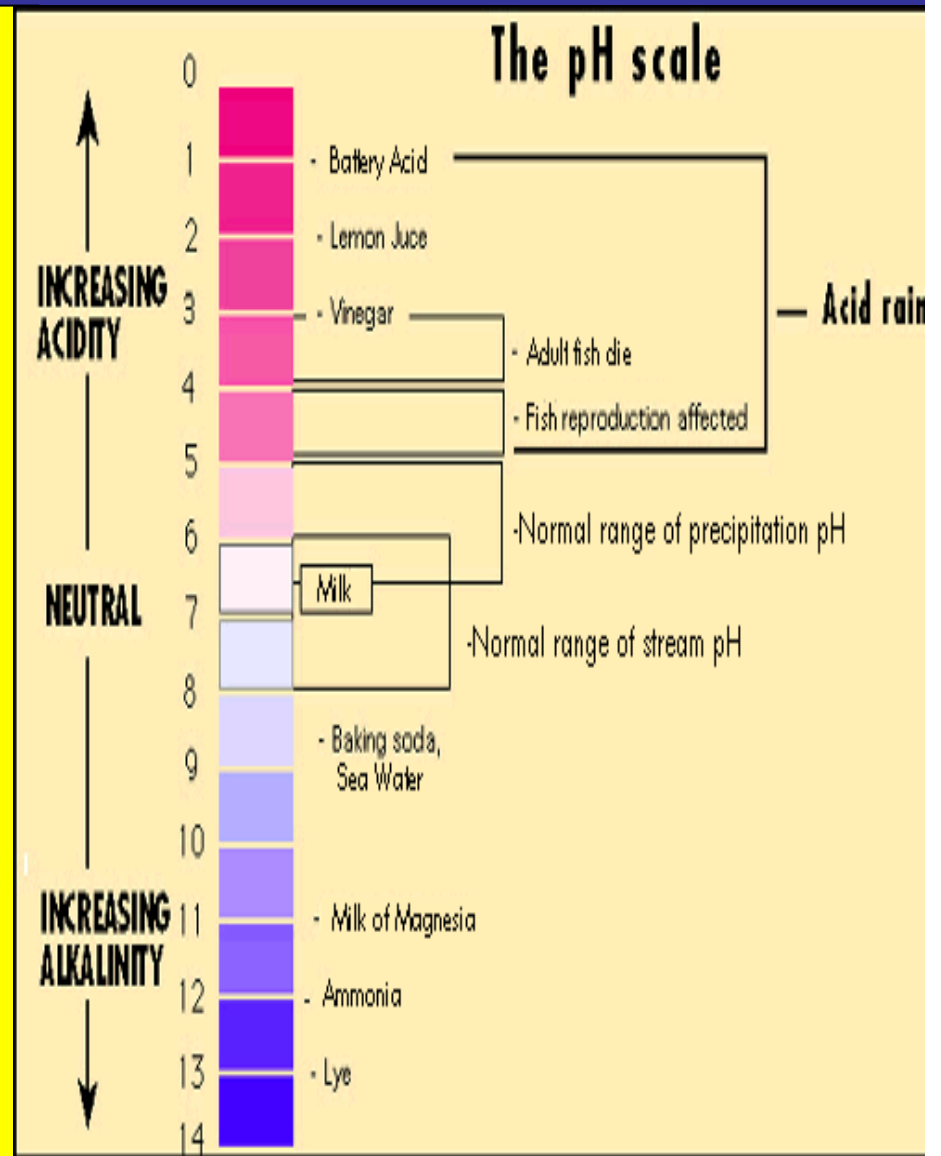 The pH scale
0
1
- Battery Acid
2
- Lemon Juce
INCREASING
ACIDITY
3
- Vinegar
— Acid rain
- Adult fish die
4
- Fish reproduction affected
5
-Normal range of precipitation pH
6
NEUTRAL
Milk
7
-Normal range of stream pH
8
- Baking soda,
Sea Water
9
10
INCREASING
ALKALINITY
11
- Milk of Magnesia
12
- Ammonia
13
- Lye
14